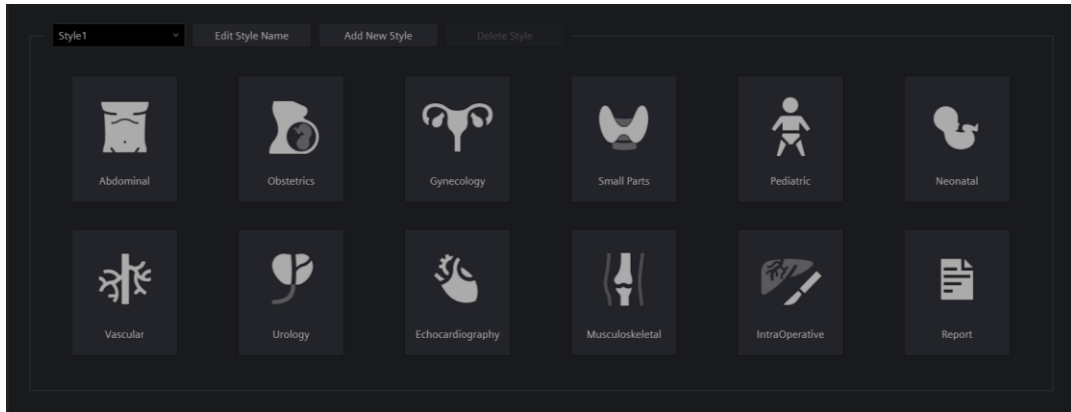 Style1
Edit Style Name
Add New Style
Delete Style
Abdominal
Obstetrics
Gynecology
Small Parts
Pediatric
Neonatal
Vascular
Urology
Echocardiography
Musculoskeletal
IntraOperative
Report